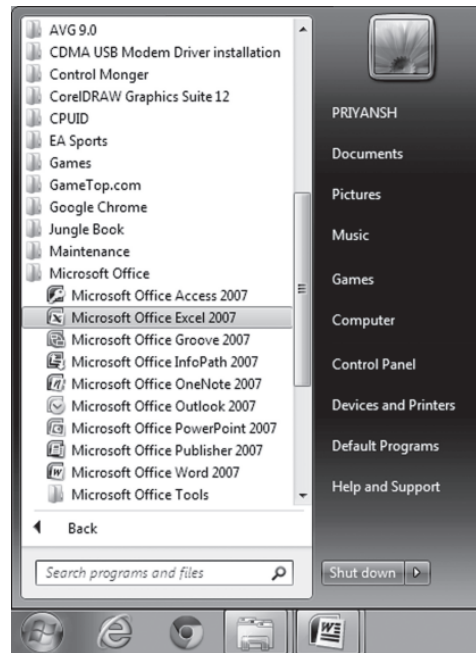 AVG 9.0
CDMA USB Modem Driver installation
Control Monger
CorelDRAW Graphics Suite 12
CPUID
EA Sports
Games
GameTop.com
Google Chrome
Jungle Book
Maintenance
Microsoft Office
Microsoft Office Access 2007
Microsoft Office Excel 2007
Microsoft Office Groove 2007
Microsoft Office InfoPath 2007
Microsoft Office OneNote 2007
Microsoft Office Outlook 2007
Microsoft Office PowerPoint 2007
Microsoft Office Publisher 2007
Microsoft Office Word 2007
Microsoft Office Tools
Back
Search programs and files
PRIYANSH
Documents
Pictures
Music
Games
Computer
Control Panel
Devices and Printers
Default Programs
Help and Support
Shut down